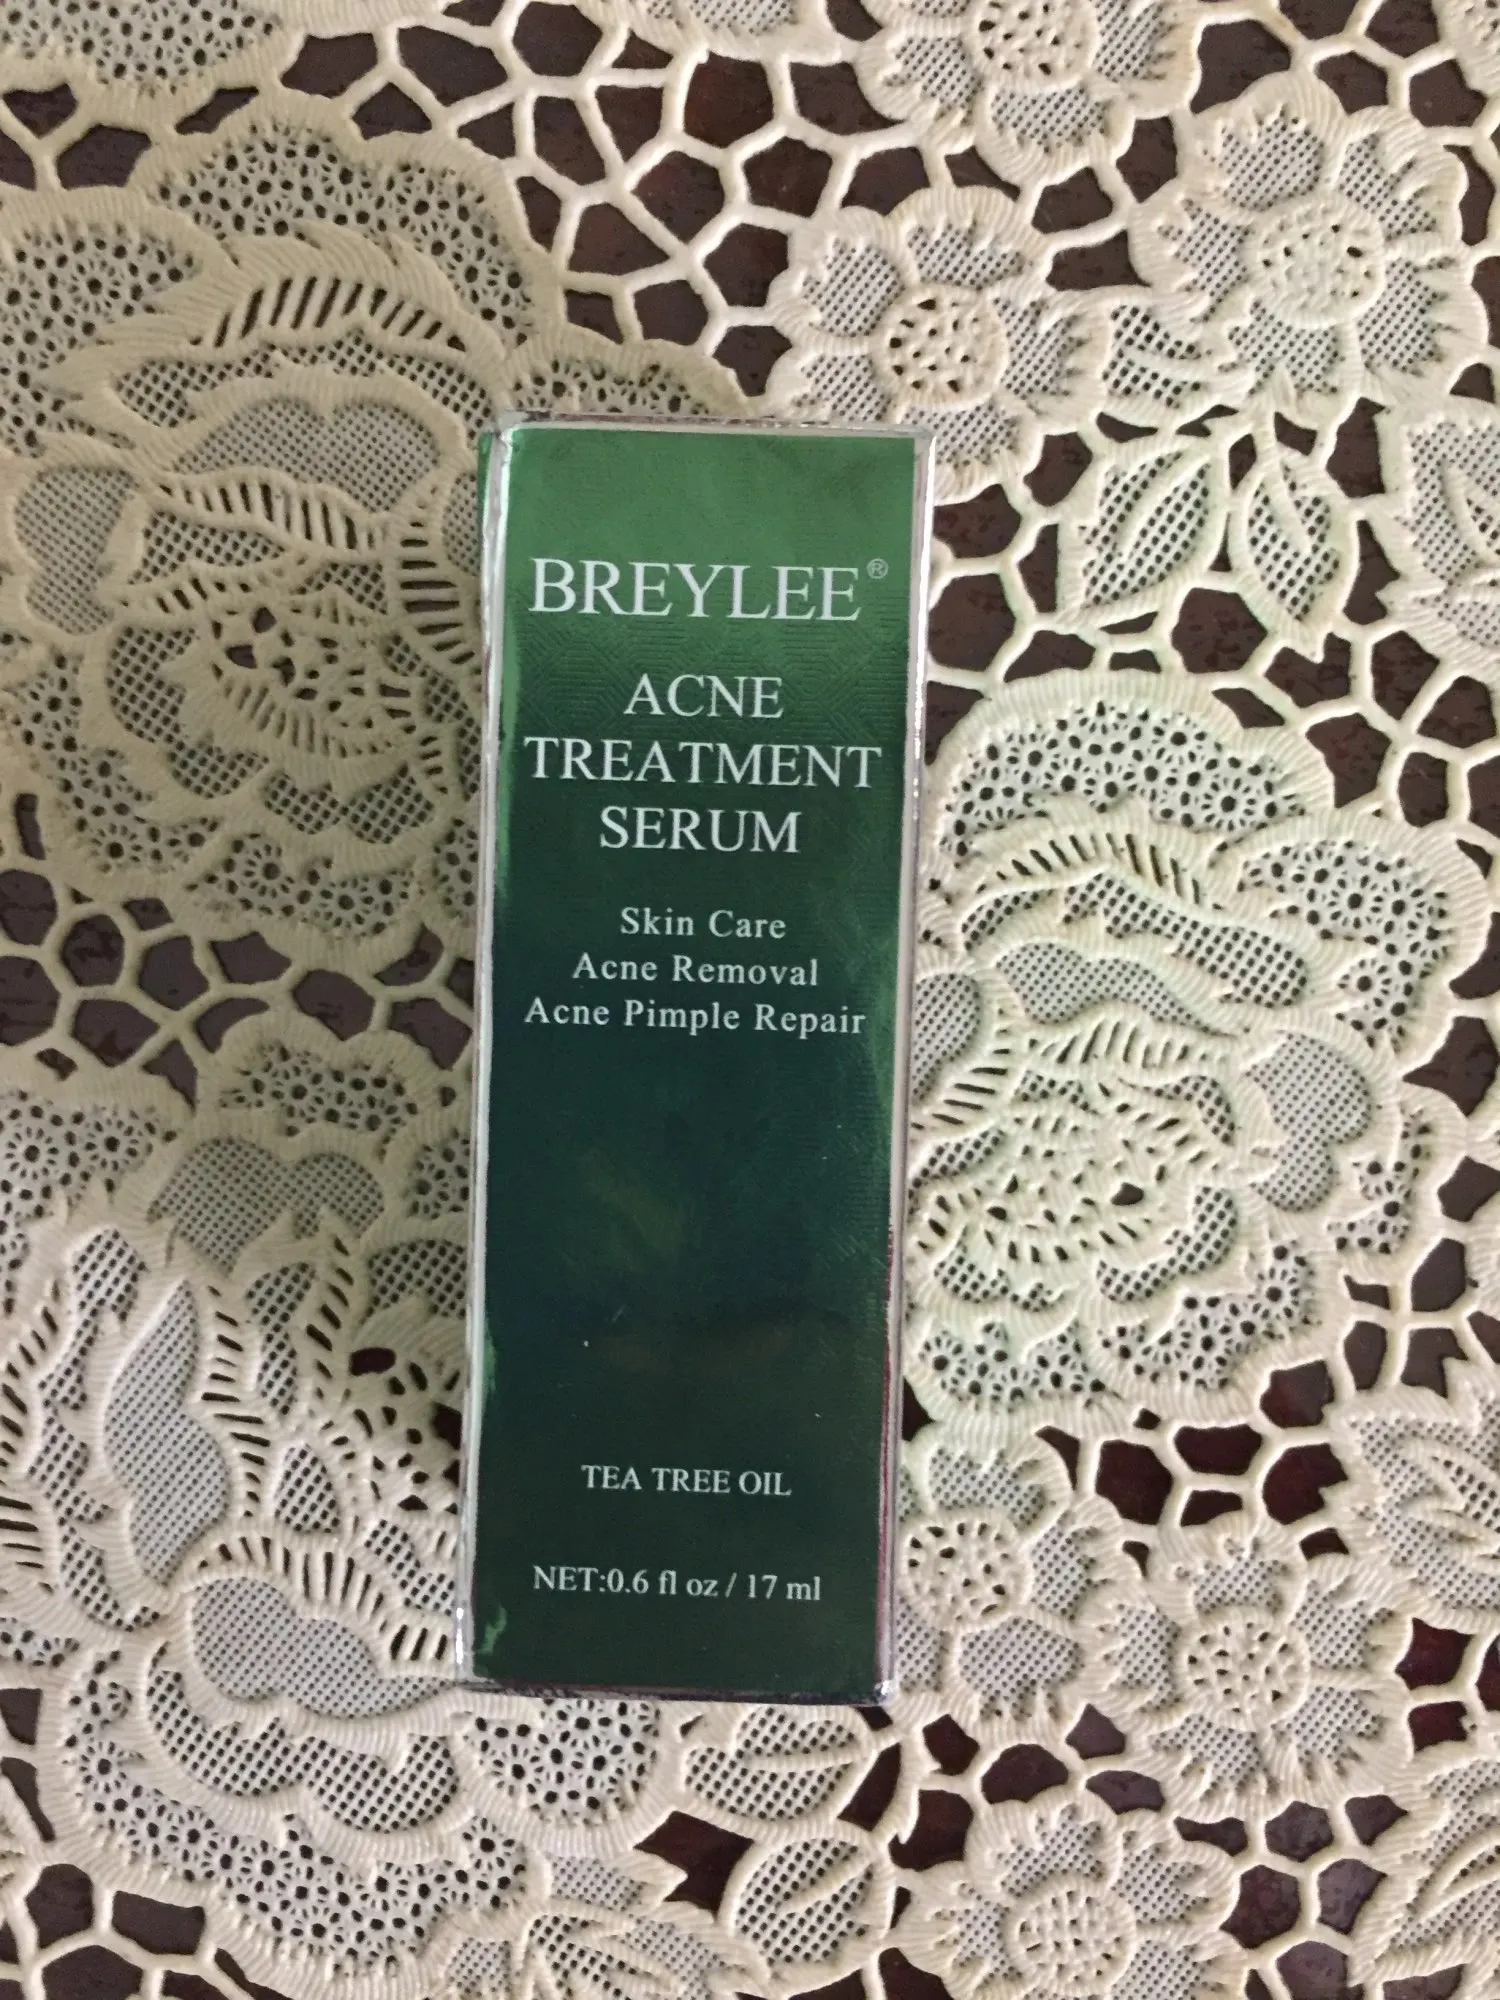 BREYLEE®
ACNE
TREATMENT
SERUM
Skin Care
Acne Removal
Acne Pimple Repair
TEA TREE OIL
NET:0.6 fl oz / 17 ml